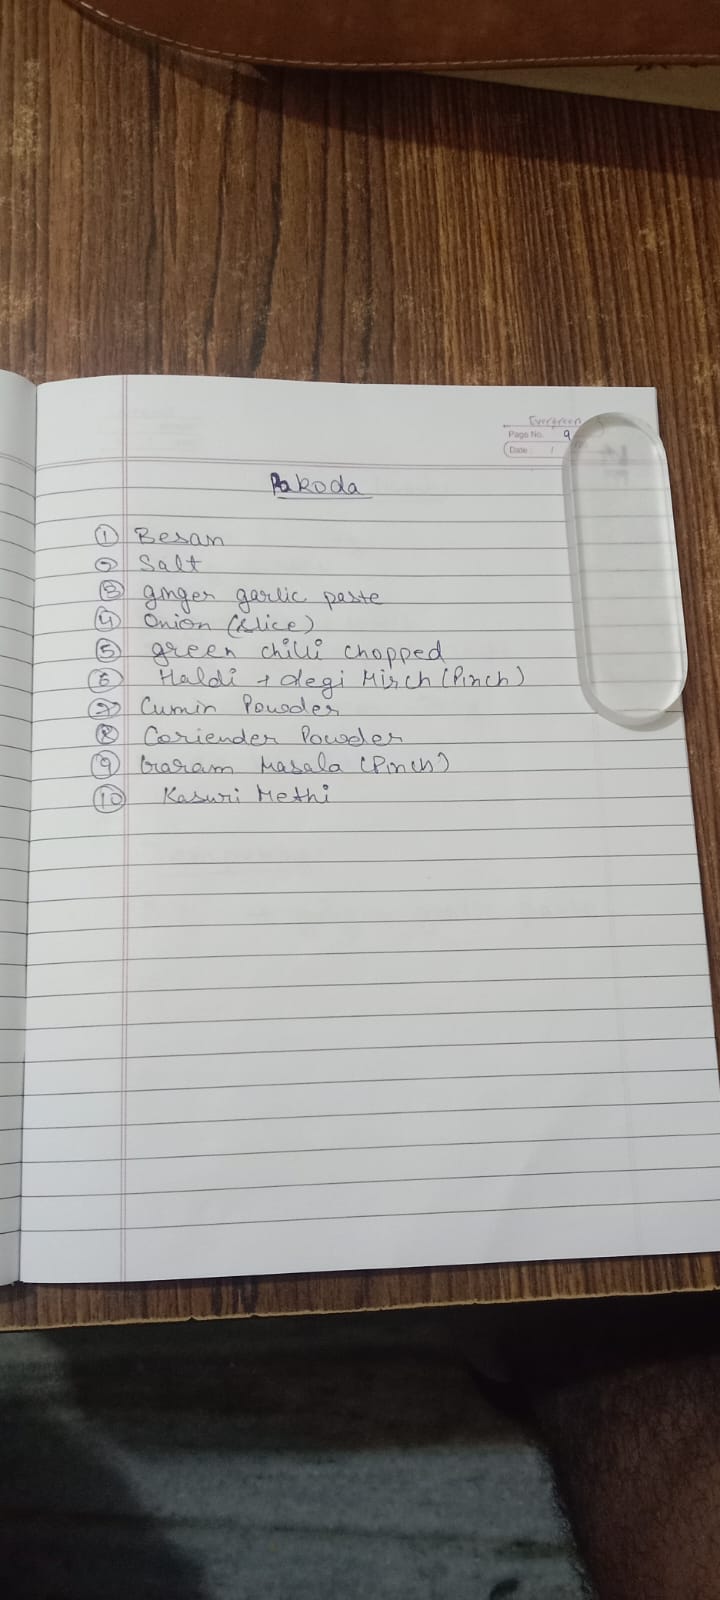 Evergreen
Page No. 9
Date: /
Pakoda
① Besan
② Salt
③ ginger garlic paste
④ Onion (Slice)
⑤ green chilli chopped
⑥ Haldi + degi Mirch (Pinch)
⑦ Cumin Powder
⑧ Coriender Powder
⑨ Garam Masala (Pinch)
⑩ Kasuri Methi